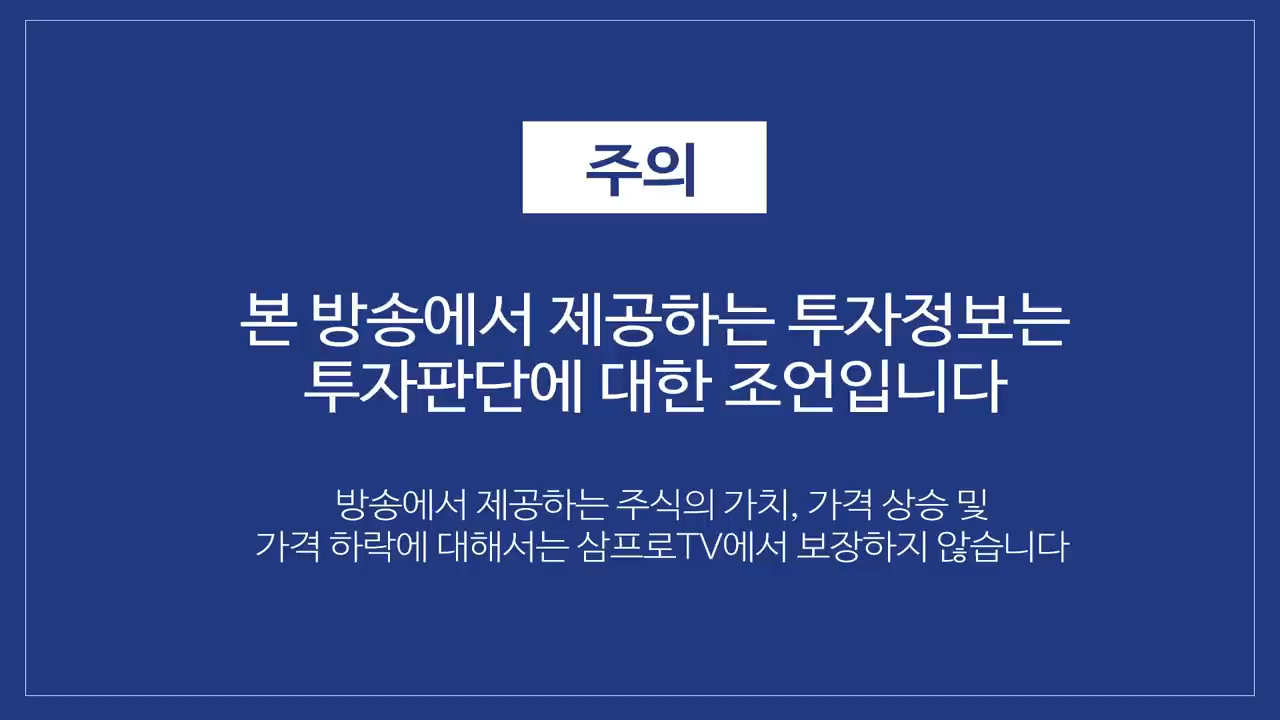 주의
본 방송에서 제공하는 투자정보는
투자판단에 대한 조언입니다
방송에서 제공하는 주식의 가치, 가격 상승 및
가격 하락에 대해서는 삼프로TV에서 보장하지 않습니다